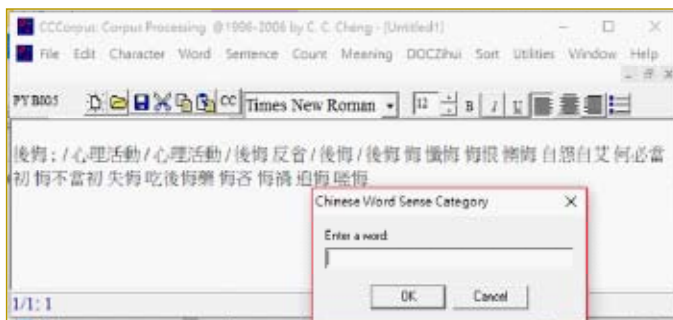 CCCorpus: Corpus Processing @1996-2006 by C. C. Cheng - [Untitled1]
File Edit Character Word Sentence Count Meaning DOCZihui Sort Utilities Window Help
PYBIG5 CC Times New Roman 12 B I U
後悔 : / 心理活動 / 心理活動 / 後悔 反省 / 後悔 / 後悔 悔 懺悔 悔恨 懊悔 自怨自艾 何必當
初 悔不當初 失悔 吃後悔藥 悔吝 悔禍 追悔
Chinese Word Sense Category
Enter a word:
OK Cancel
1/1: 1